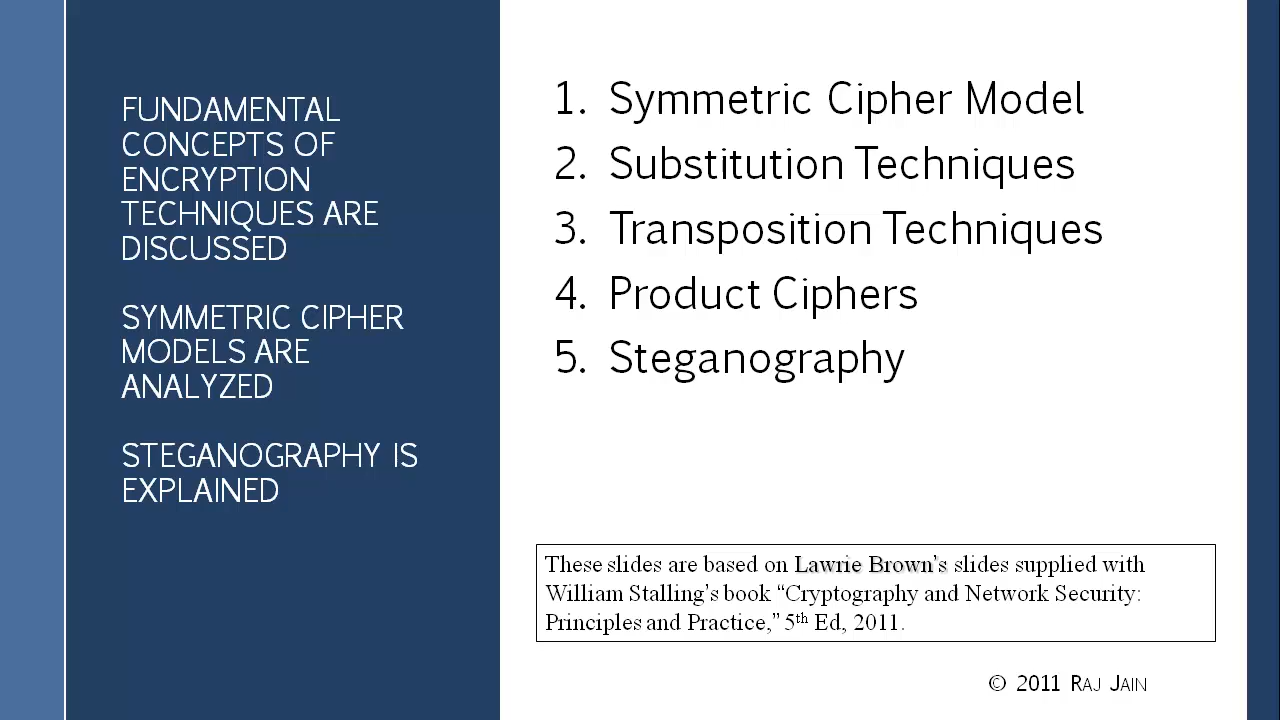 FUNDAMENTAL
CONCEPTS OF
ENCRYPTION
TECHNIQUES ARE
DISCUSSED
SYMMETRIC CIPHER
MODELS ARE
ANALYZED
STEGANOGRAPHY IS
EXPLAINED
1. Symmetric Cipher Model
2. Substitution Techniques
3. Transposition Techniques
4. Product Ciphers
5. Steganography
These slides are based on Lawrie Brown's slides supplied with
William Stalling's book “Cryptography and Network Security:
Principles and Practice,” 5th Ed, 2011.
© 2011 RAJ JAIN